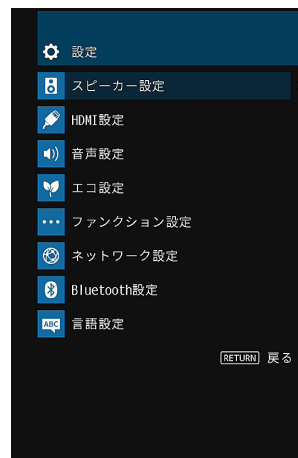 設定
スピーカー設定
HDMI設定
音声設定
エコ設定
ファンクション設定
ネットワーク設定
Bluetooth設定
ABC 言語設定
RETURN 戻る